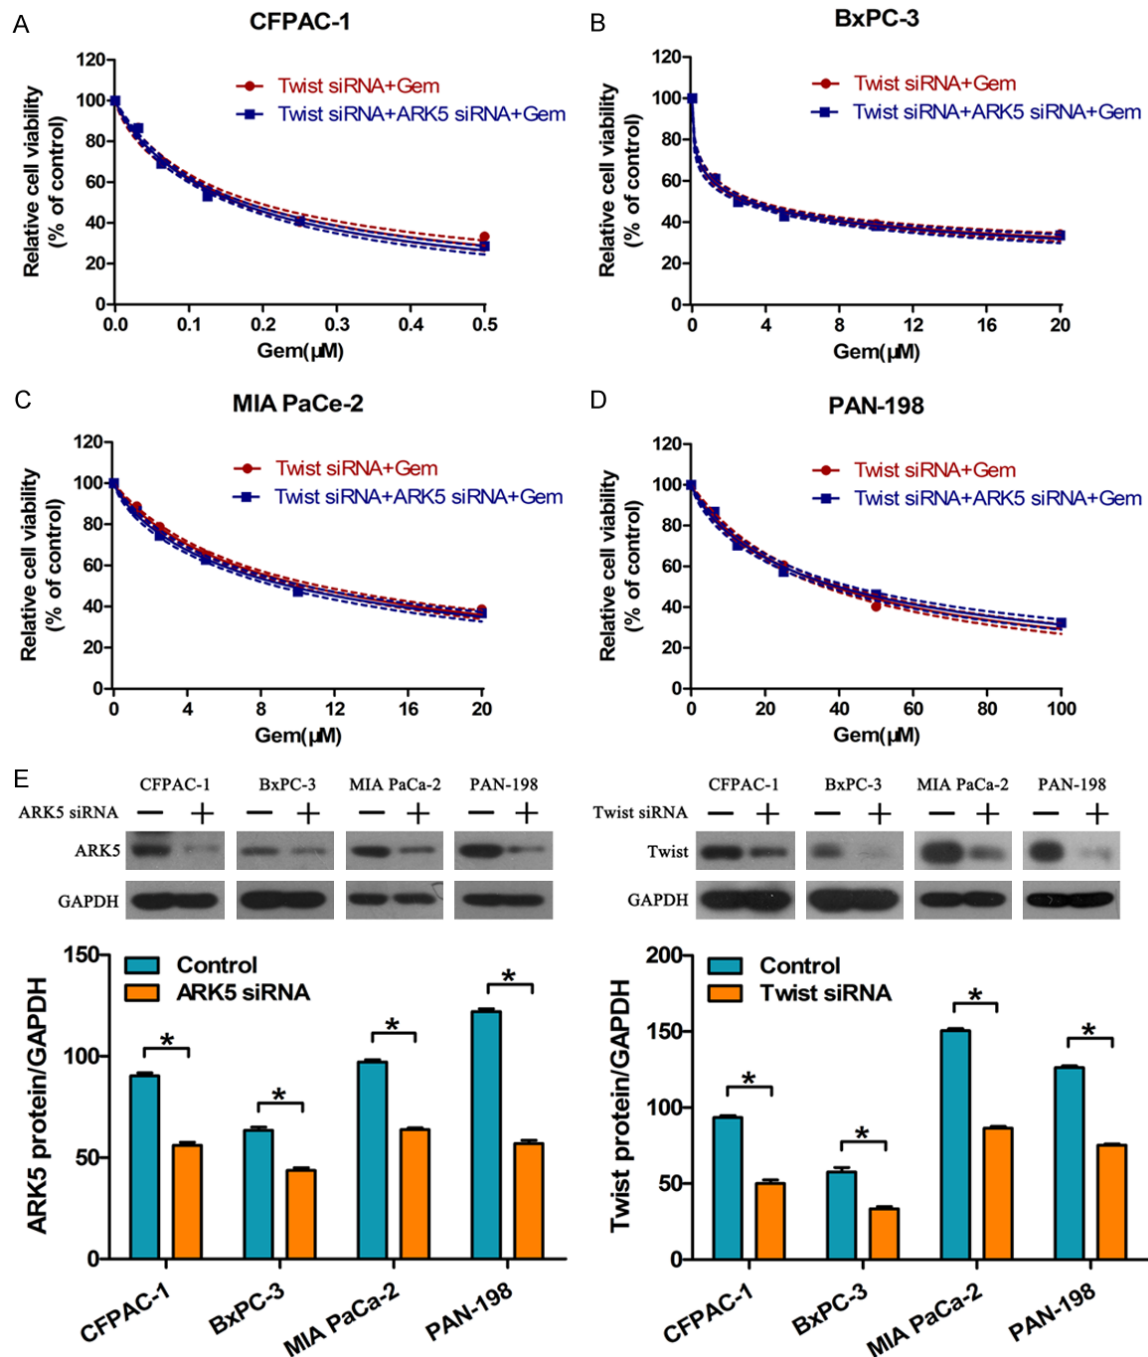 A
CFPAC-1
Relative cell viability
(% of control)
120
100
80
60
40
20
0
Twist siRNA+Gem
Twist siRNA+ARK5 siRNA+Gem
0.0 0.1 0.2 0.3 0.4 0.5
Gem(µM)
B
BxPC-3
Relative cell viability
(% of control)
120
100
80
60
40
20
0
Twist siRNA+Gem
Twist siRNA+ARK5 siRNA+Gem
0 4 8 12 16 20
Gem(µM)
C
MIA PaCe-2
Relative cell viability
(% of control)
120
100
80
60
40
20
0
Twist siRNA+Gem
Twist siRNA+ARK5 siRNA+Gem
0 4 8 12 16 20
Gem(µM)
D
PAN-198
Relative cell viability
(% of control)
120
100
80
60
40
20
0
Twist siRNA+Gem
Twist siRNA+ARK5 siRNA+Gem
0 20 40 60 80 100
Gem(µM)
E
CFPAC-1 BxPC-3 MIA PaCa-2 PAN-198
ARK5 siRNA − + − + − + − +
ARK5
GAPDH
CFPAC-1 BxPC-3 MIA PaCa-2 PAN-198
Twist siRNA − + − + − + − +
Twist
GAPDH
ARK5 protein/GAPDH
150
100
50
0
Control
ARK5 siRNA
* * * *
CFPAC-1 BxPC-3 MIA PaCa-2 PAN-198
Twist protein/GAPDH
200
150
100
50
0
Control
Twist siRNA
* * * *
CFPAC-1 BxPC-3 MIA PaCa-2 PAN-198